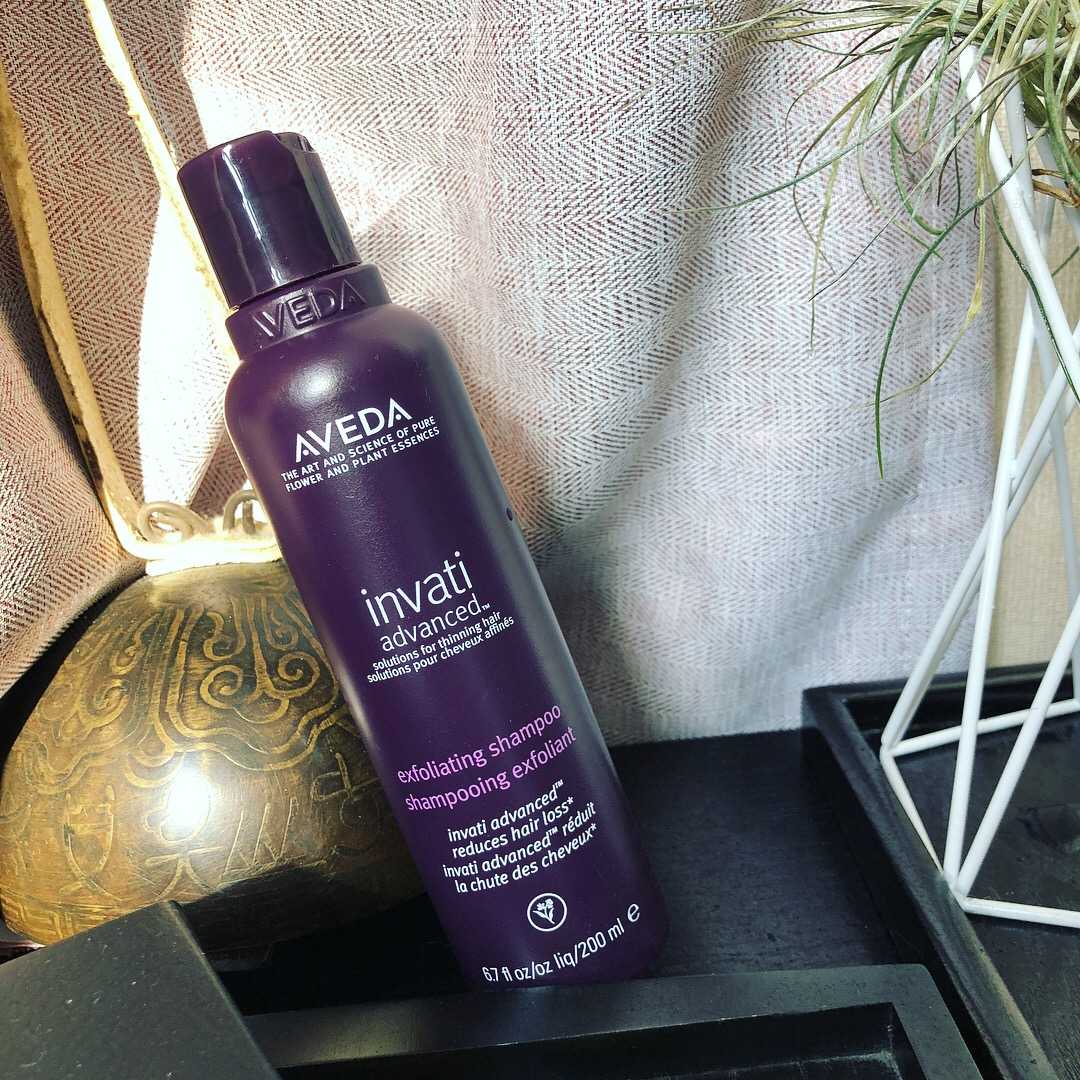 AVEDA
AVEDA
THE ART AND SCIENCE OF PURE
FLOWER AND PLANT ESSENCES
invati
advanced™
solutions for thinning hair
solutions pour cheveux affinés
exfoliating shampoo
shampooing exfoliant
invati advanced™
reduces hair loss*
invati advanced™ réduit
la chute des cheveux*
6.7 fl oz/oz liq/200 ml e